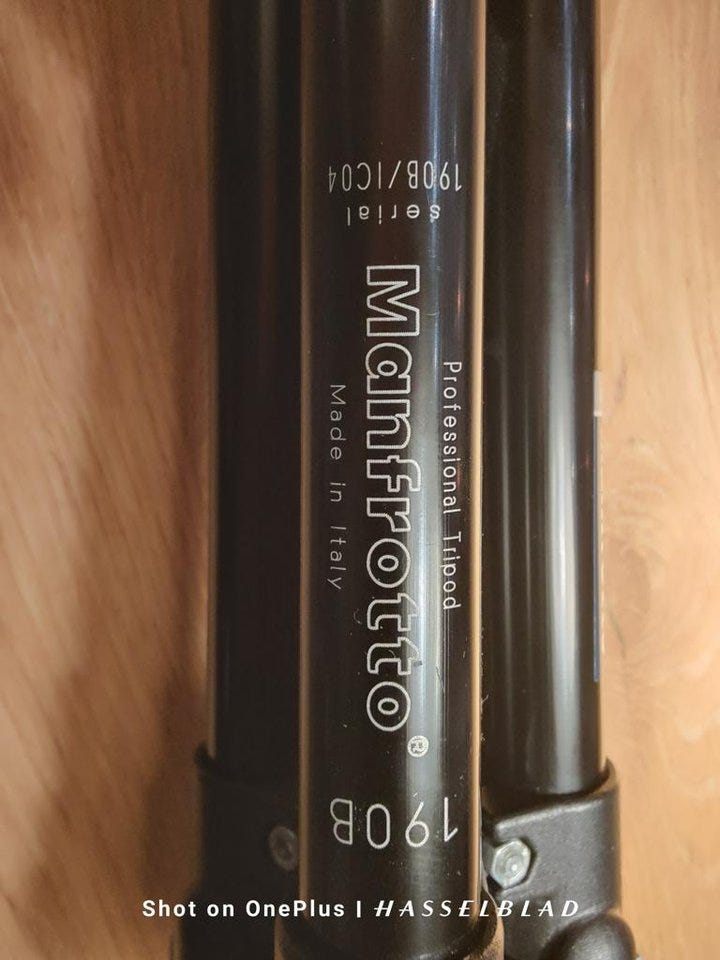 190B/IC04
serial
Professional Tripod
Manfrotto®
Made in Italy
190B
Shot on OnePlus | HASSELBLAD